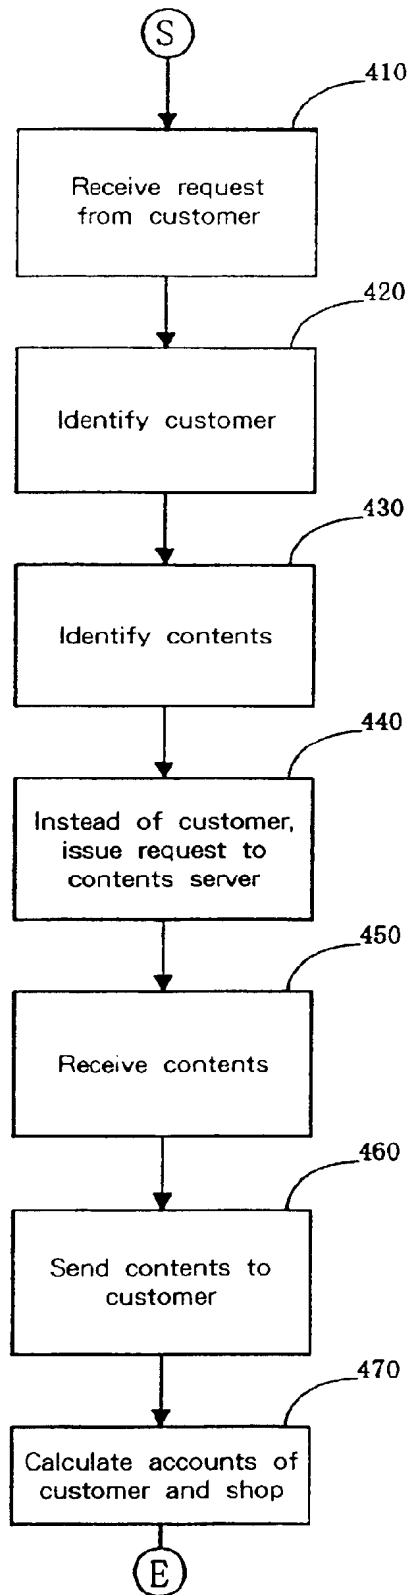 S
410
Receive request
from customer
420
Identify customer
430
Identify contents
440
Instead of customer,
issue request to
contents server
450
Receive contents
460
Send contents to
customer
470
Calculate accounts of
customer and shop
E